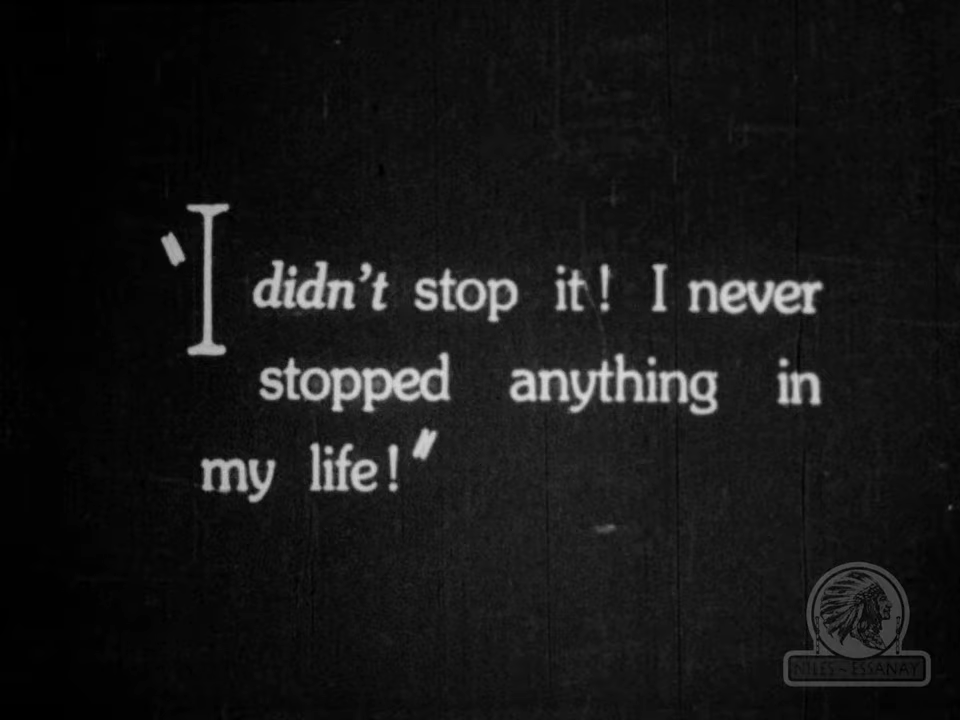 "I didn't stop it! I never
stopped anything in
my life!"
NILES~ESSANAY